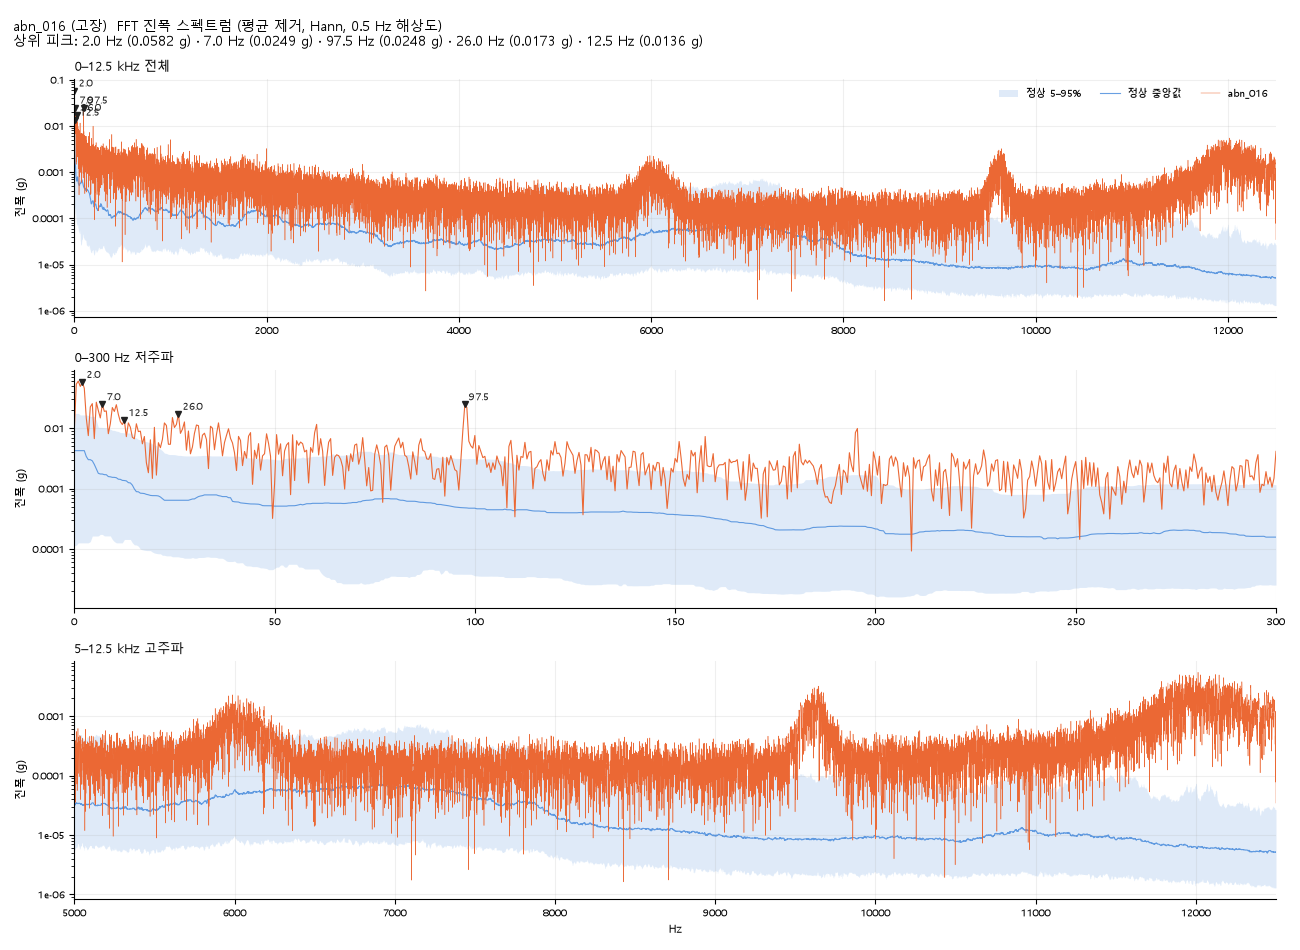 abn_016 (고장)  FFT 진폭 스펙트럼 (평균 제거, Hann, 0.5 Hz 해상도)
상위 피크: 2.0 Hz (0.0582 g) · 7.0 Hz (0.0249 g) · 97.5 Hz (0.0248 g) · 26.0 Hz (0.0173 g) · 12.5 Hz (0.0136 g)
0–12.5 kHz 전체
정상 5–95% 정상 중앙값 abn_016
2.0
97.5
12.5
진폭 (g)
0.1
0.01
0.001
0.0001
1e-05
1e-06
0 2000 4000 6000 8000 10000 12000
0–300 Hz 저주파
2.0
7.0
12.5
26.0
97.5
진폭 (g)
0.01
0.001
0.0001
0 50 100 150 200 250 300
5–12.5 kHz 고주파
진폭 (g)
0.001
0.0001
1e-05
1e-06
5000 6000 7000 8000 9000 10000 11000 12000
Hz